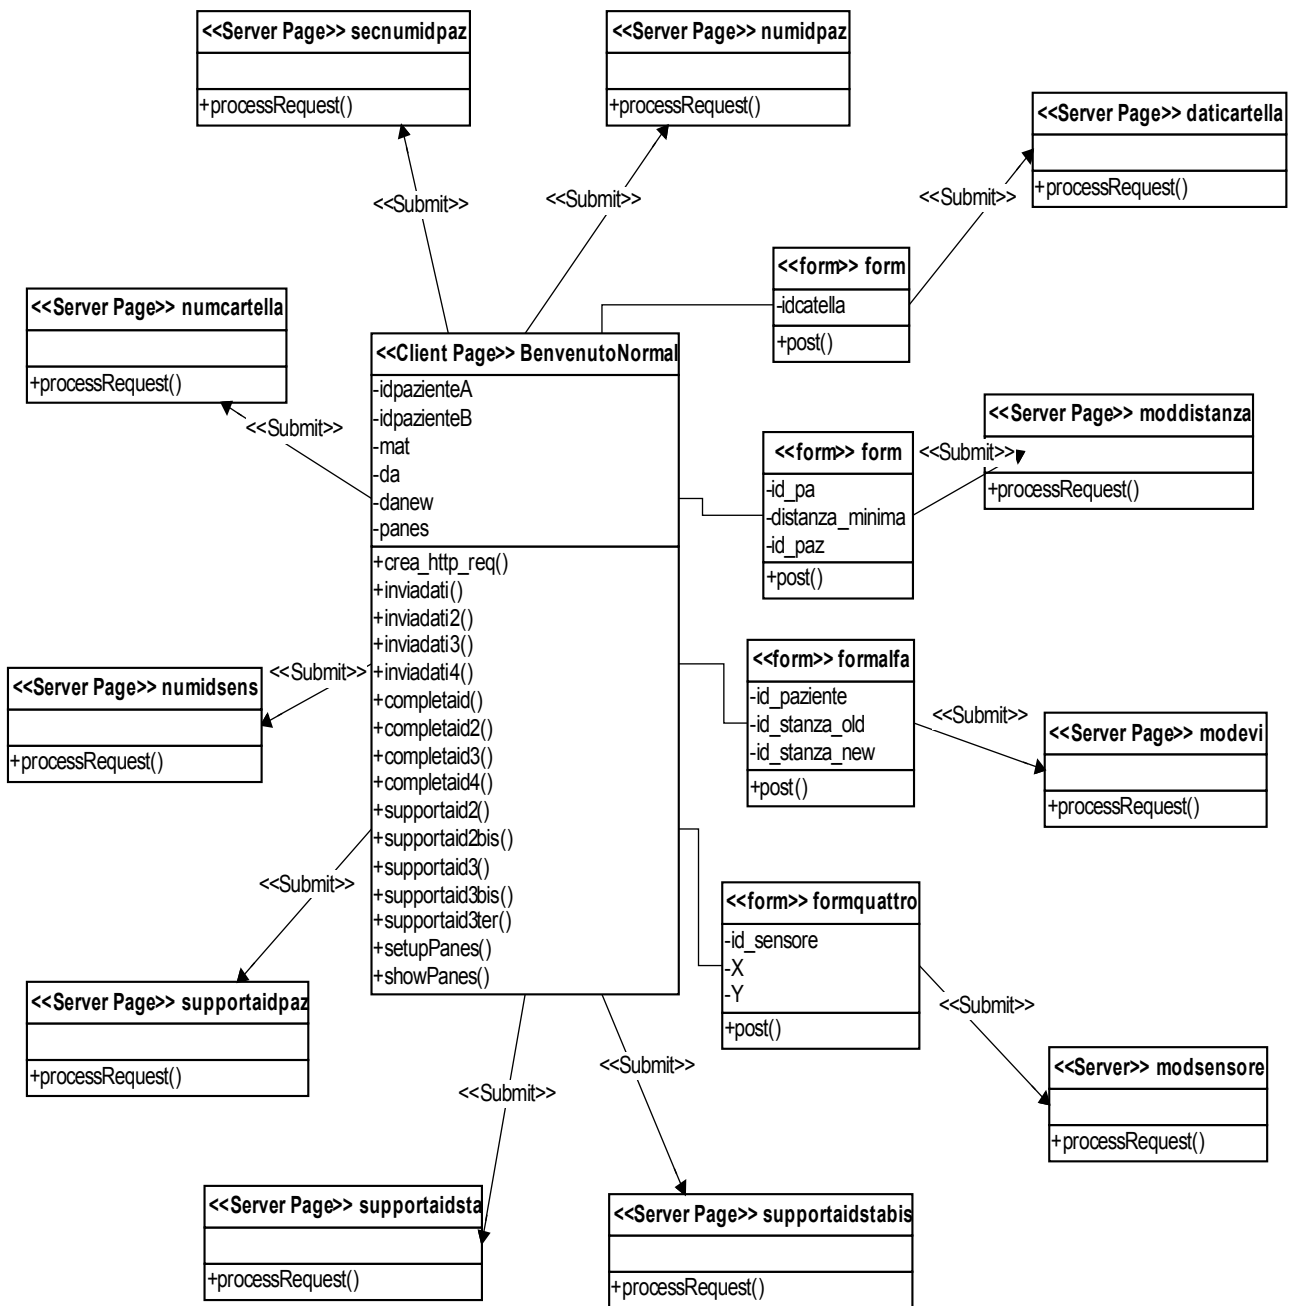 <<Server Page>> secnumidpaz
+processRequest()
<<Server Page>> numidpaz
+processRequest()
<<Server Page>> daticartella
+processRequest()
<<Submit>>
<<Submit>>
<<Submit>>
<<form>> form
-idcatella
+post()
<<Server Page>> numcartella
+processRequest()
<<Submit>>
<<Client Page>> BenvenutoNormal
-idpazienteA
-idpazienteB
-mat
-da
-danew
-panes
+crea_http_req()
+inviadati()
+inviadati2()
+inviadati3()
+inviadati4()
+completaid()
+completaid2()
+completaid3()
+completaid4()
+supportaid2()
+supportaid2bis()
+supportaid3()
+supportaid3bis()
+supportaid3ter()
+setupPanes()
+showPanes()
<<form>> form
-id_pa
-distanza_minima
-id_paz
+post()
<<Submit>>
<<Server Page>> moddistanza
+processRequest()
<<Server Page>> numidsens
+processRequest()
<<Submit>>
<<form>> formalfa
-id_paziente
-id_stanza_old
-id_stanza_new
+post()
<<Submit>>
<<Server Page>> modevi
+processRequest()
<<Submit>>
<<Server Page>> supportaidpaz
+processRequest()
<<form>> formquattro
-id_sensore
-X
-Y
+post()
<<Submit>>
<<Server>> modsensore
+processRequest()
<<Submit>>
<<Submit>>
<<Server Page>> supportaidsta
+processRequest()
<<Server Page>> supportaidstabis
+processRequest()